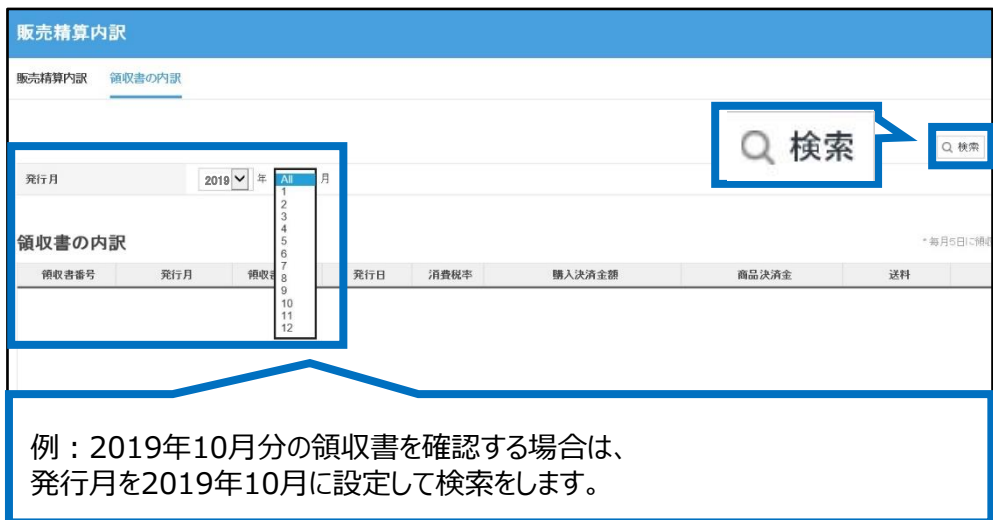 販売精算内訳
販売精算内訳 領収書の内訳
検索
検索
発行月 2019 年 All 月
1
2
3
4
5
6
7
8
9
10
11
12
領収書の内訳
*毎月5日に領収
領収書番号 発行月 領収書 発行日 消費税率 購入決済金額 商品決済金 送料
例：2019年10月分の領収書を確認する場合は、
発行月を2019年10月に設定して検索をします。